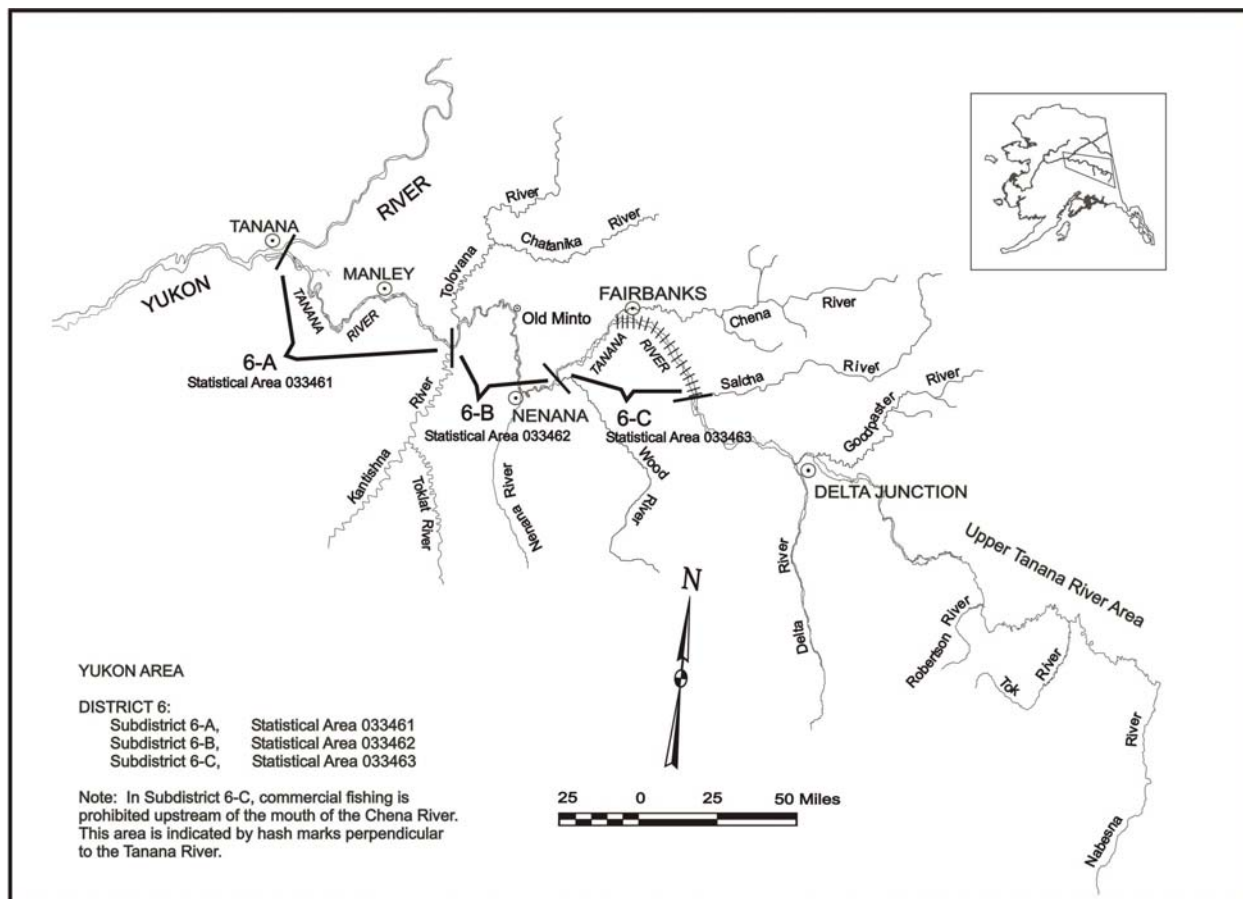 River
RIVER
River
Chatanika
TANANA
Tolovana
MANLEY
YUKON
FAIRBANKS
River
TANANA
RIVER
Old Minto
Chena
TANANA
RIVER
6-A
Statistical Area 033461
Salcha
River
River
River
6-B
NENANA
6-C
Statistical Area 033462
Statistical Area 033463
Goodpaster
Wood
River
Kantishna
Toklat River
Nenana River
DELTA JUNCTION
Upper Tanana River Area
River
Delta
N
River
Robertson
River
Tok
River
Nabesna
YUKON AREA
DISTRICT 6:
Subdistrict 6-A, Statistical Area 033461
Subdistrict 6-B, Statistical Area 033462
Subdistrict 6-C, Statistical Area 033463
Note: In Subdistrict 6-C, commercial fishing is
prohibited upstream of the mouth of the Chena River.
This area is indicated by hash marks perpendicular
to the Tanana River.
25 0 25 50 Miles